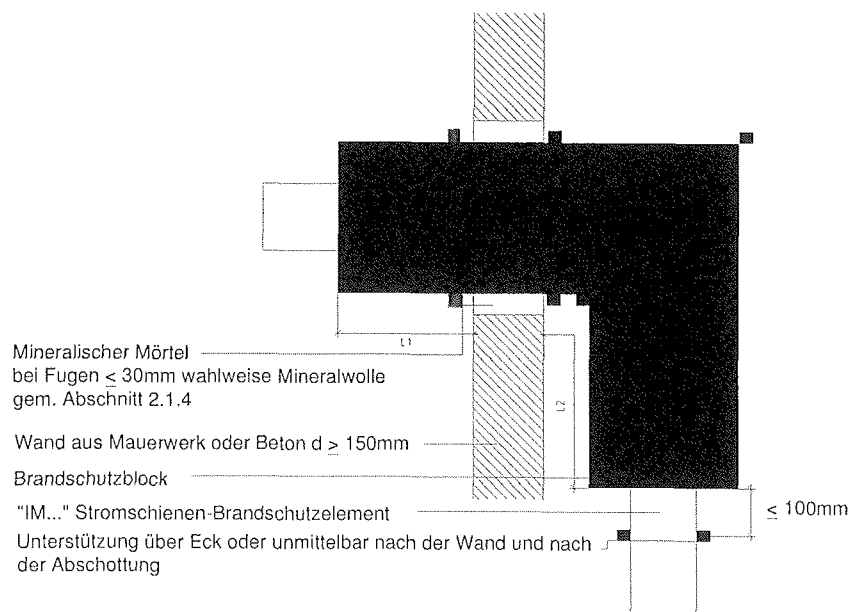 L1
Mineralischer Mörtel
bei Fugen ≤ 30mm wahlweise Mineralwolle
gem. Abschnitt 2.1.4
L2
Wand aus Mauerwerk oder Beton d ≥ 150mm
Brandschutzblock
"IM..." Stromschienen-Brandschutzelement
≤ 100mm
Unterstützung über Eck oder unmittelbar nach der Wand und nach
der Abschottung